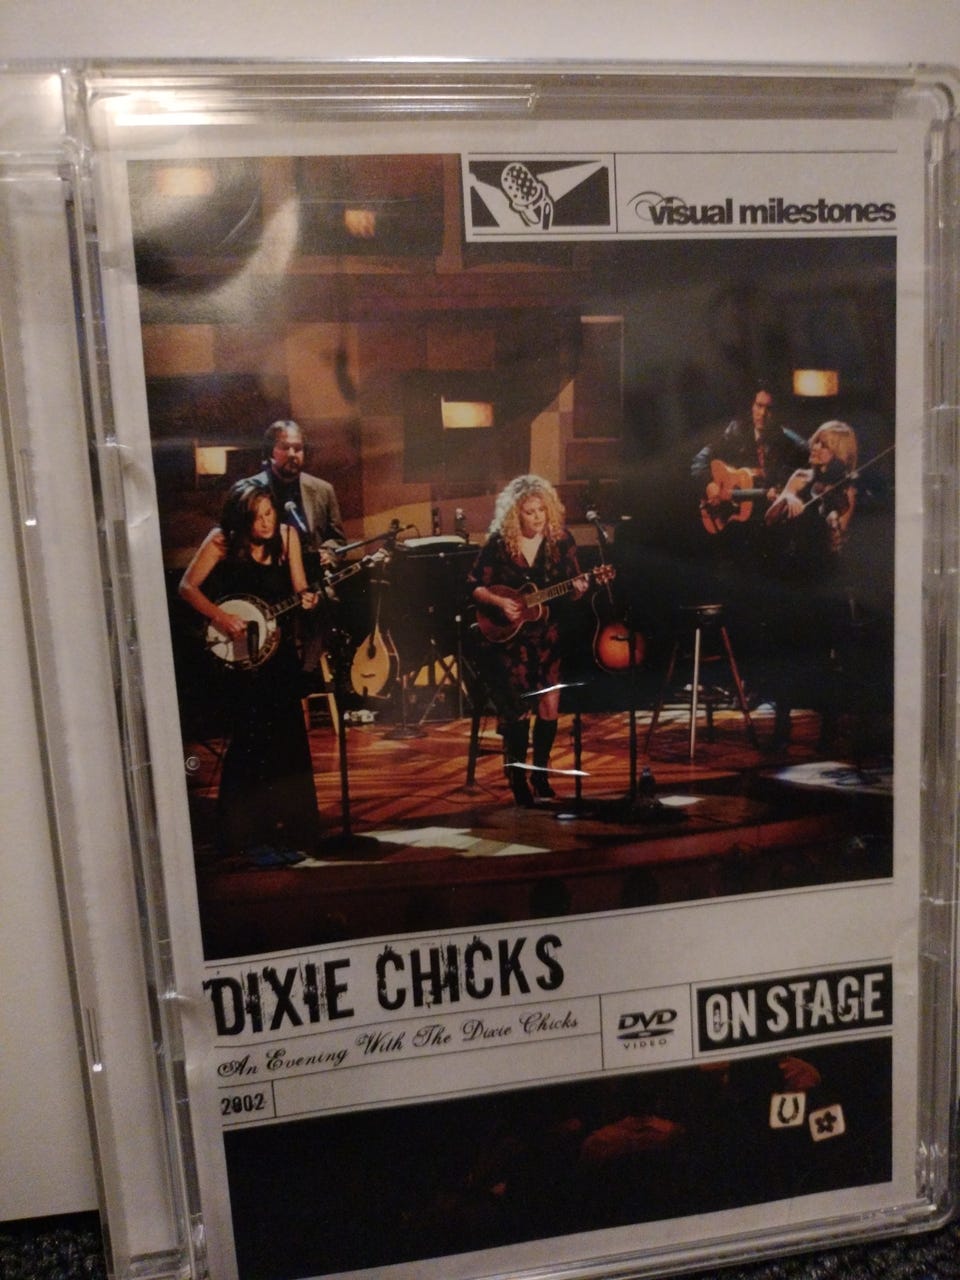 visual milestones
DIXIE CHICKS
An Evening With The Dixie Chicks
DVD
VIDEO
ON STAGE
2002